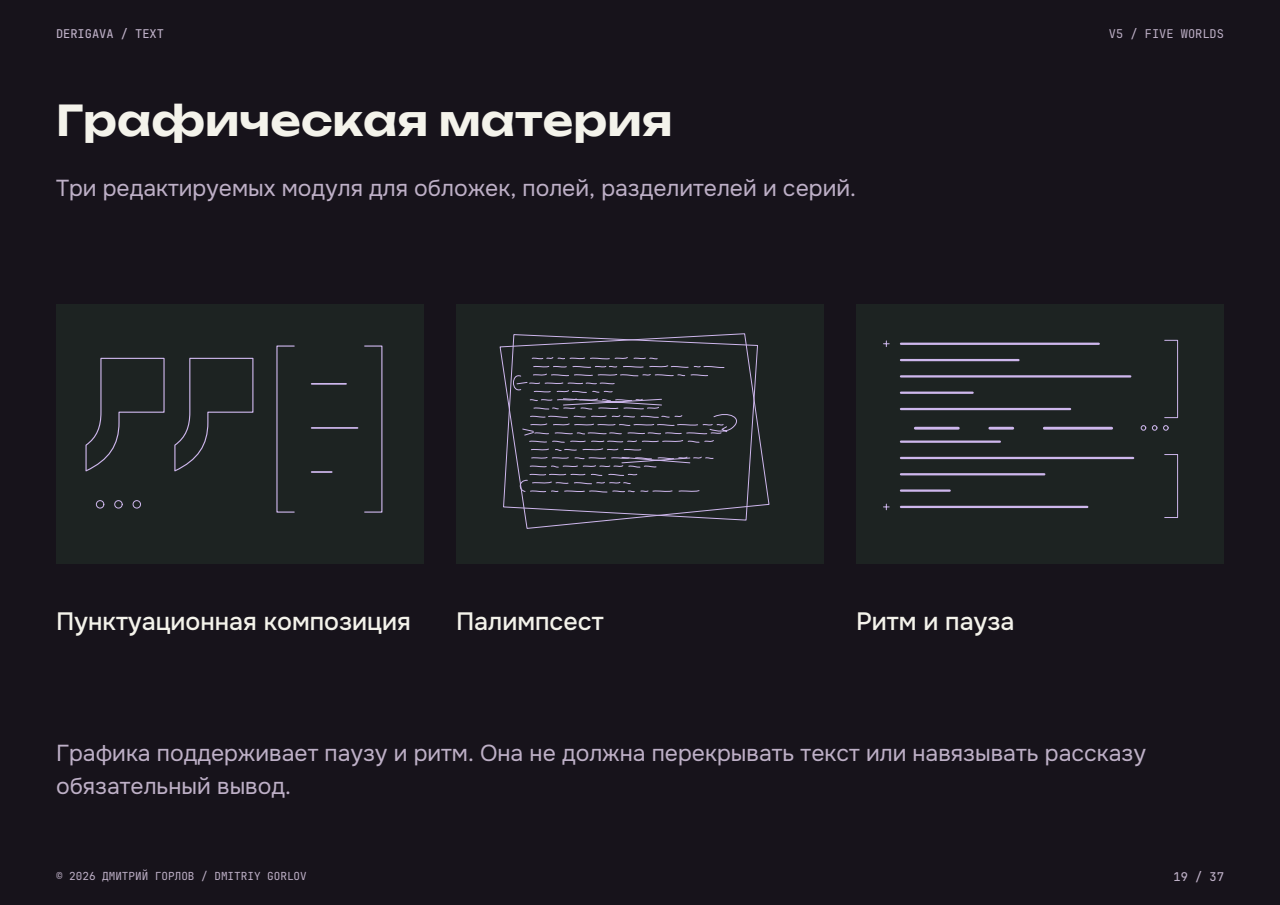 DERIGAVA / TEXT
V5 / FIVE WORLDS
Графическая материя
Три редактируемых модуля для обложек, полей, разделителей и серий.
Пунктуационная композиция
Палимпсест
Ритм и пауза
Графика поддерживает паузу и ритм. Она не должна перекрывать текст или навязывать рассказу
обязательный вывод.
© 2026 ДМИТРИЙ ГОРЛОВ / DMITRIY GORLOV
19 / 37